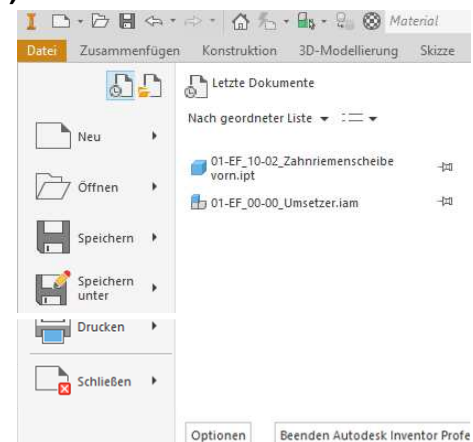 Material
Datei Zusammenfügen Konstruktion 3D-Modellierung Skizze
Letzte Dokumente
Nach geordneter Liste
Neu
01-EF_10-02_Zahnriemenscheibe
vorn.ipt
Öffnen
01-EF_00-00_Umsetzer.iam
Speichern
Speichern
unter
Drucken
Schließen
Optionen Beenden Autodesk Inventor Profe